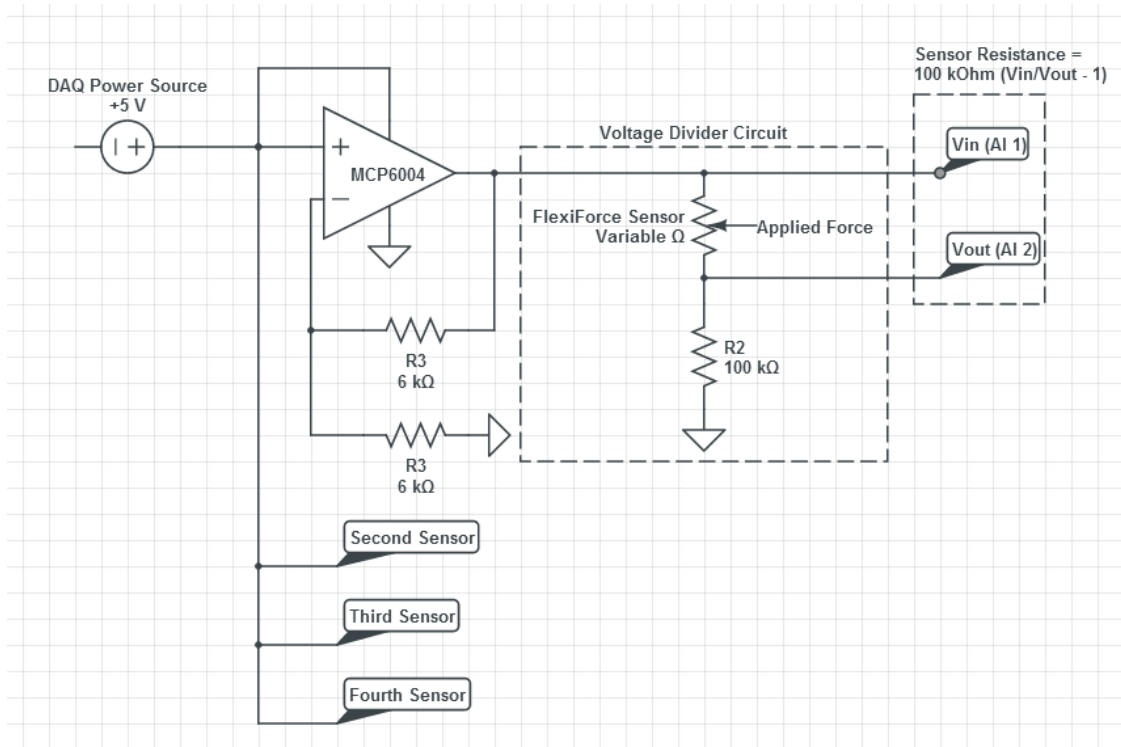 Sensor Resistance =
100 kOhm (Vin/Vout - 1)
DAQ Power Source
+5 V
Voltage Divider Circuit
Vin (AI 1)
+
MCP6004
−
FlexiForce Sensor
Variable Ω
Applied Force
Vout (AI 2)
R3
6 kΩ
R2
100 kΩ
R3
6 kΩ
Second Sensor
Third Sensor
Fourth Sensor